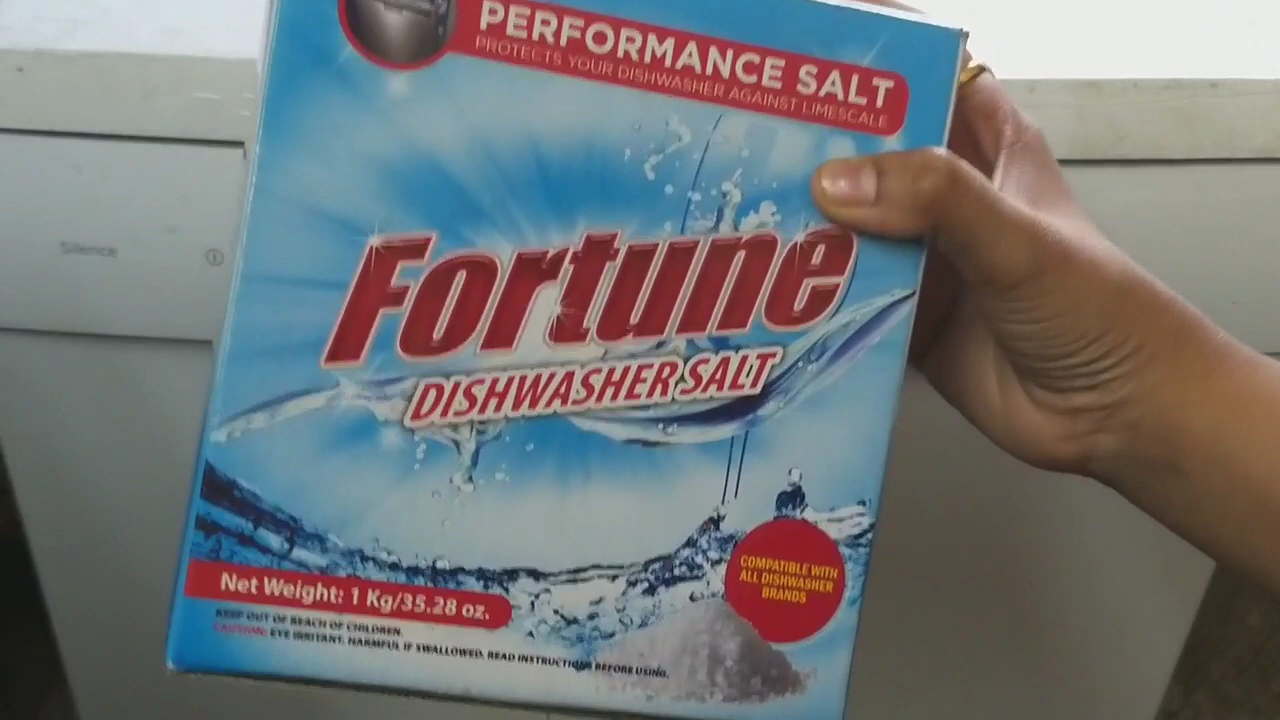 PERFORMANCE SALT
PROTECTS YOUR DISHWASHER AGAINST LIMESCALE
Silence
Fortune
DISHWASHER SALT
COMPATIBLE WITH
ALL DISHWASHER
BRANDS
Net Weight: 1 Kg/35.28 oz.
KEEP OUT OF REACH OF CHILDREN.
CAUTION: EYE IRRITANT. HARMFUL IF SWALLOWED. READ INSTRUCTIONS BEFORE USING.